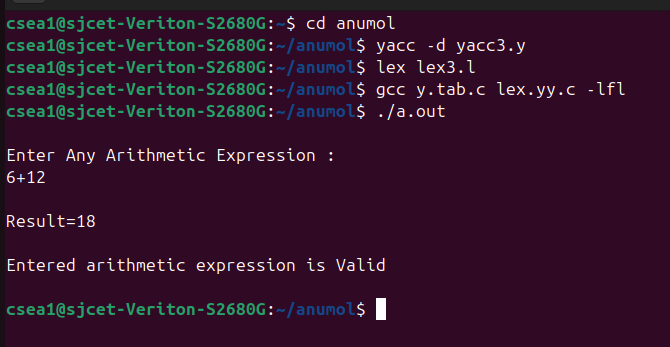 csea1@sjcet-Veriton-S2680G:~$ cd anumol
csea1@sjcet-Veriton-S2680G:~/anumol$ yacc -d yacc3.y
csea1@sjcet-Veriton-S2680G:~/anumol$ lex lex3.l
csea1@sjcet-Veriton-S2680G:~/anumol$ gcc y.tab.c lex.yy.c -lfl
csea1@sjcet-Veriton-S2680G:~/anumol$ ./a.out
Enter Any Arithmetic Expression :
6+12
Result=18
Entered arithmetic expression is Valid
csea1@sjcet-Veriton-S2680G:~/anumol$